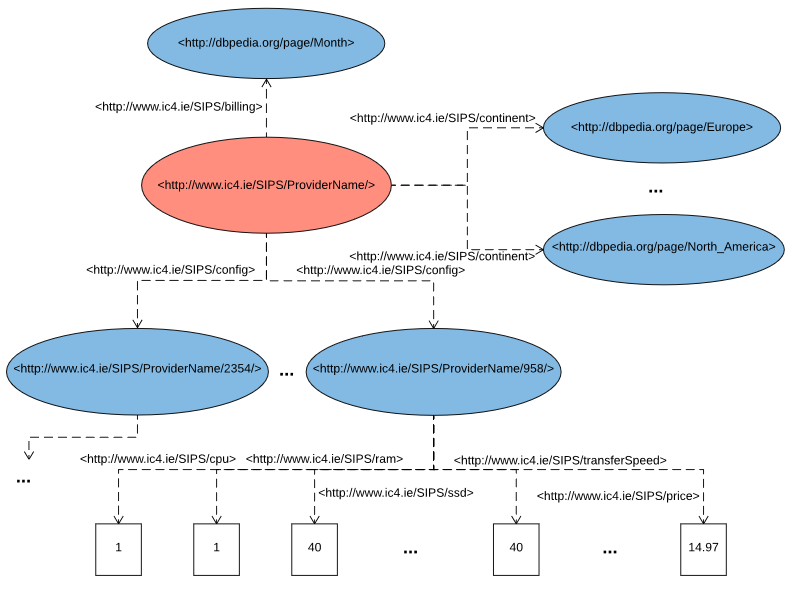 <http://dbpedia.org/page/Month>
<http://www.ic4.ie/SIPS/billing>
<http://www.ic4.ie/SIPS/continent>
<http://dbpedia.org/page/Europe>
<http://www.ic4.ie/SIPS/ProviderName/>
...
<http://dbpedia.org/page/North_America>
<http://www.ic4.ie/SIPS/continent>
<http://www.ic4.ie/SIPS/config>
<http://www.ic4.ie/SIPS/config>
<http://www.ic4.ie/SIPS/ProviderName/2354/>
...
<http://www.ic4.ie/SIPS/ProviderName/958/>
<http://www.ic4.ie/SIPS/cpu>
<http://www.ic4.ie/SIPS/ram>
<http://www.ic4.ie/SIPS/transferSpeed>
...
<http://www.ic4.ie/SIPS/ssd>
<http://www.ic4.ie/SIPS/price>
1
1
40
...
40
...
14.97